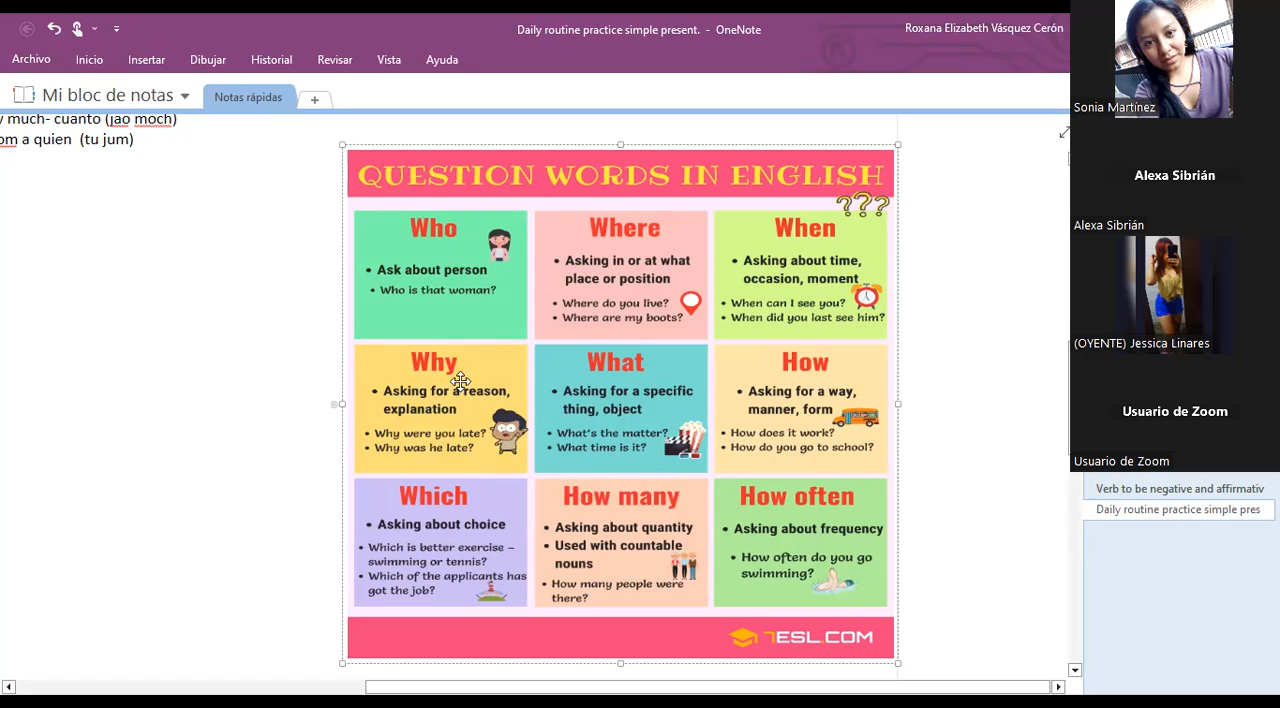 Daily routine practice simple present. - OneNote
Roxana Elizabeth Vásquez Cerón
Archivo
Inicio
Insertar
Dibujar
Historial
Revisar
Vista
Ayuda
Mi bloc de notas
Notas rápidas
much- cuanto (jao moch)
a quien (tu jum)
QUESTION WORDS IN ENGLISH
???
Who
• Ask about person
• Who is that woman?
Where
• Asking in or at what
place or position
• Where do you live?
• Where are my boots?
When
• Asking about time,
occasion, moment
• When can I see you?
• When did you last see him?
Why
• Asking for a reason,
explanation
• Why were you late?
• Why was he late?
What
• Asking for a specific
thing, object
• What's the matter?
• What time is it?
How
• Asking for a way,
manner, form
• How does it work?
• How do you go to school?
Which
• Asking about choice
• Which is better exercise –
swimming or tennis?
• Which of the applicants has
got the job?
How many
• Asking about quantity
• Used with countable
nouns
• How many people were
there?
How often
• Asking about frequency
• How often do you go
swimming?
7ESL.COM
Sonia Martínez
Alexa Sibrián
Alexa Sibrián
(OYENTE) Jessica Linares
Usuario de Zoom
Usuario de Zoom
Verb to be negative and affirmativ
Daily routine practice simple pres